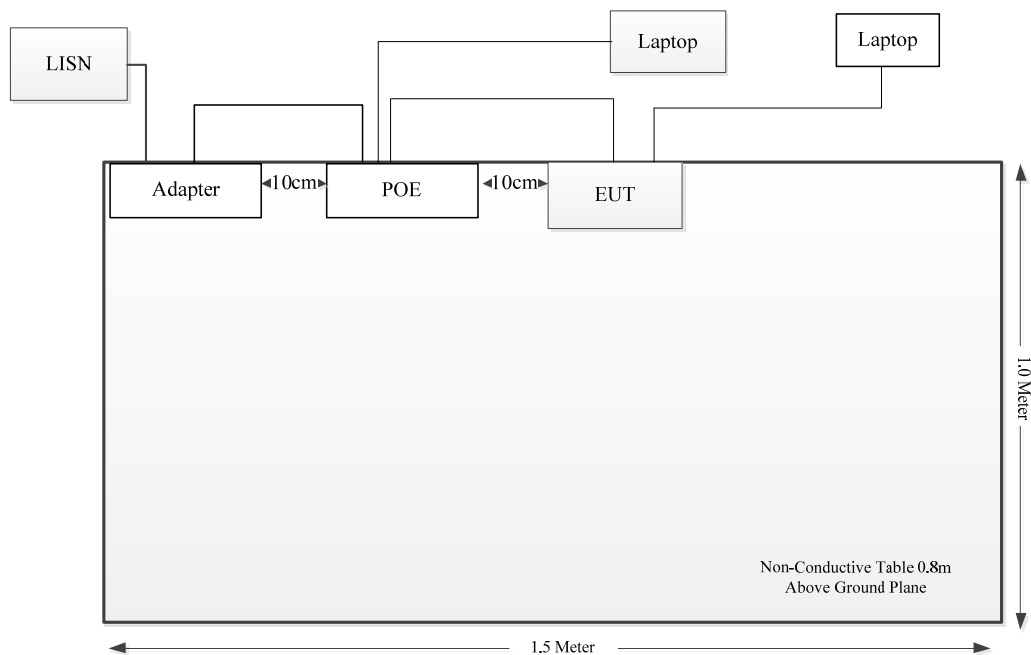 Laptop
Laptop
LISN
Adapter
10cm
POE
10cm
EUT
1.0 Meter
Non-Conductive Table 0.8m
Above Ground Plane
1.5 Meter